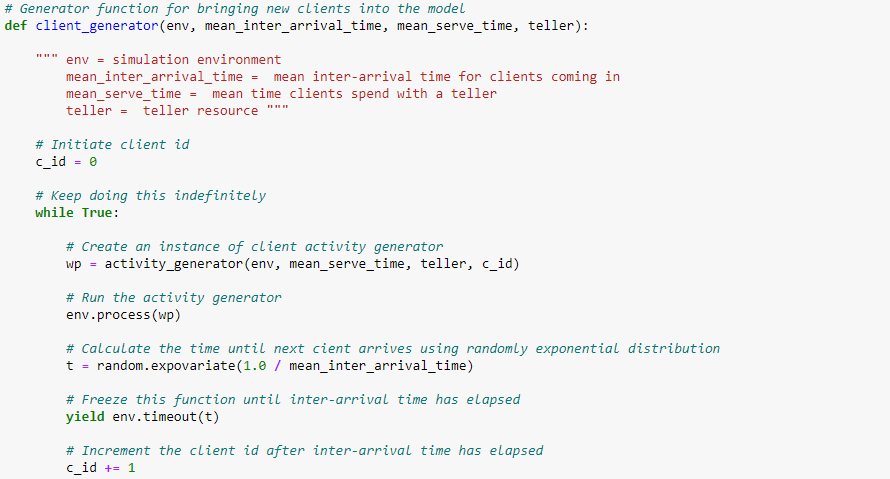 # Generator function for bringing new clients into the model
def client_generator(env, mean_inter_arrival_time, mean_serve_time, teller):
""" env = simulation environment
mean_inter_arrival_time =  mean inter-arrival time for clients coming in
mean_serve_time =  mean time clients spend with a teller
teller =  teller resource """
# Initiate client id
c_id = 0
# Keep doing this indefinitely
while True:
# Create an instance of client activity generator
wp = activity_generator(env, mean_serve_time, teller, c_id)
# Run the activity generator
env.process(wp)
# Calculate the time until next cient arrives using randomly exponential distribution
t = random.expovariate(1.0 / mean_inter_arrival_time)
# Freeze this function until inter-arrival time has elapsed
yield env.timeout(t)
# Increment the client id after inter-arrival time has elapsed
c_id += 1